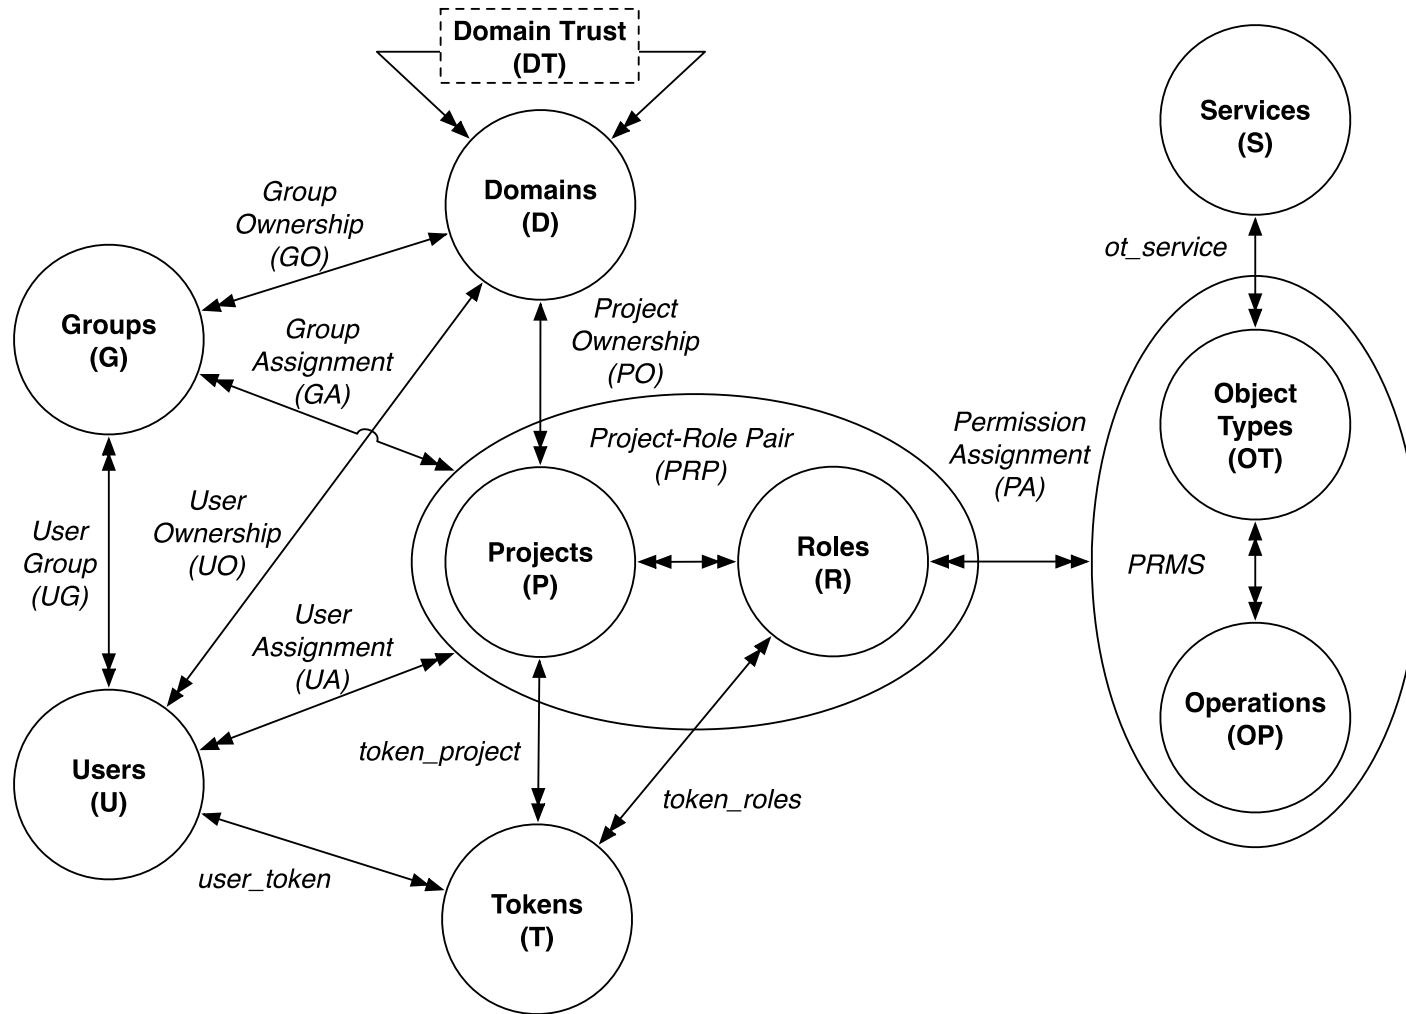 Domain Trust
(DT)
Services
(S)
Domains
(D)
Group
Ownership
(GO)
ot_service
Groups
(G)
Group
Assignment
(GA)
Project
Ownership
(PO)
Object
Types
(OT)
Project-Role Pair
(PRP)
Permission
Assignment
(PA)
User
Group
(UG)
User
Ownership
(UO)
Projects
(P)
Roles
(R)
PRMS
User
Assignment
(UA)
Operations
(OP)
Users
(U)
token_project
token_roles
user_token
Tokens
(T)